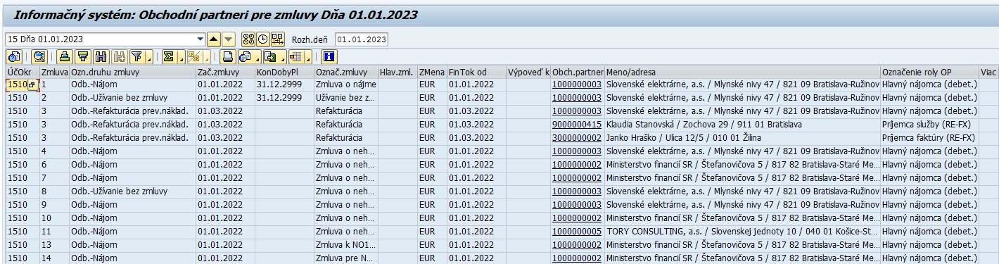 Informačný systém: Obchodní partneri pre zmluvy Dňa 01.01.2023
15 Dňa 01.01.2023 Rozh.deň 01.01.2023
ÚčOkr Zmluva Ozn.druhu zmluvy Zač.zmluvy KonDobyPl Označ.zmluvy Hlav.zml. ZMena FinTok od Výpoveď k Obch.partner Meno/adresa Označenie roly OP Viac
1510 1 Odb.-Nájom 01.01.2022 31.12.2999 Zmluva o nájme EUR 01.01.2022 1000000003 Slovenské elektrárne, a.s. / Mlynské nivy 47 / 821 09 Bratislava-Ružinov Hlavný nájomca (debet.)
1510 2 Odb.-Užívanie bez zmluvy 01.01.2022 31.12.2999 Užívanie bez z... EUR 01.01.2022 1000000003 Slovenské elektrárne, a.s. / Mlynské nivy 47 / 821 09 Bratislava-Ružinov Hlavný nájomca (debet.)
1510 3 Odb.-Refakturácia prev.náklad. 01.03.2022 Refakturácia EUR 01.03.2022 1000000003 Slovenské elektrárne, a.s. / Mlynské nivy 47 / 821 09 Bratislava-Ružinov Hlavný nájomca (debet.)
1510 3 Odb.-Refakturácia prev.náklad. 01.03.2022 Refakturácia EUR 01.03.2022 9000000415 Klaudia Stanovská / Zochova 29 / 911 01 Bratislava Príjemca služby (RE-FX)
1510 3 Odb.-Refakturácia prev.náklad. 01.03.2022 Refakturácia EUR 01.03.2022 3000000002 Janko Hraško / Ulica 12/5 / 010 01 Žilina Príjemca faktúry (RE-FX)
1510 4 Odb.-Nájom 01.01.2022 Zmluva o neh... EUR 01.01.2022 1000000003 Slovenské elektrárne, a.s. / Mlynské nivy 47 / 821 09 Bratislava-Ružinov Hlavný nájomca (debet.)
1510 6 Odb.-Nájom 01.01.2022 Zmluva o neh... EUR 01.01.2022 1000000002 Ministerstvo financií SR / Štefanovičova 5 / 817 82 Bratislava-Staré Me... Hlavný nájomca (debet.)
1510 7 Odb.-Nájom 01.01.2022 Zmluva o neh... EUR 01.01.2022 1000000002 Ministerstvo financií SR / Štefanovičova 5 / 817 82 Bratislava-Staré Me... Hlavný nájomca (debet.)
1510 8 Odb.-Užívanie bez zmluvy 01.01.2022 Zmluva o neh... EUR 01.01.2022 1000000003 Slovenské elektrárne, a.s. / Mlynské nivy 47 / 821 09 Bratislava-Ružinov Hlavný nájomca (debet.)
1510 9 Odb.-Nájom 01.01.2022 Zmluva o neh... EUR 01.01.2022 1000000003 Slovenské elektrárne, a.s. / Mlynské nivy 47 / 821 09 Bratislava-Ružinov Hlavný nájomca (debet.)
1510 10 Odb.-Nájom 01.01.2022 Zmluva o neh... EUR 01.01.2022 1000000002 Ministerstvo financií SR / Štefanovičova 5 / 817 82 Bratislava-Staré Me... Hlavný nájomca (debet.)
1510 11 Odb.-Nájom 01.01.2022 Zmluva o neh... EUR 01.01.2022 1000000005 TORY CONSULTING, a.s. / Slovenskej jednoty 10 / 040 01 Košice-St... Hlavný nájomca (debet.)
1510 13 Odb.-Nájom 01.01.2022 Zmluva k NO1... EUR 01.01.2022 1000000002 Ministerstvo financií SR / Štefanovičova 5 / 817 82 Bratislava-Staré Me... Hlavný nájomca (debet.)
1510 14 Odb.-Nájom 01.01.2022 Zmluva pre N... EUR 01.01.2022 1000000002 Ministerstvo financií SR / Štefanovičova 5 / 817 82 Bratislava-Staré Me... Hlavný nájomca (debet.)